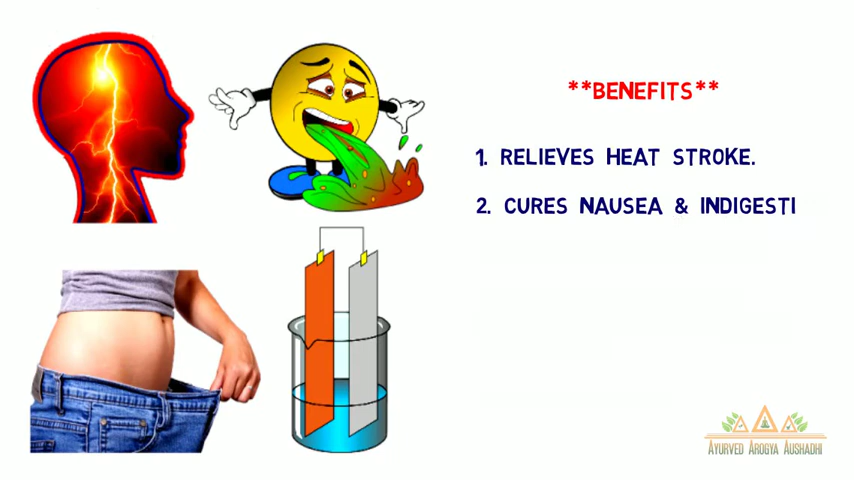 **BENEFITS**
1. RELIEVES HEAT STROKE.
2. CURES NAUSEA & INDIGESTI
AYURVED AROGYA AUSHADHI